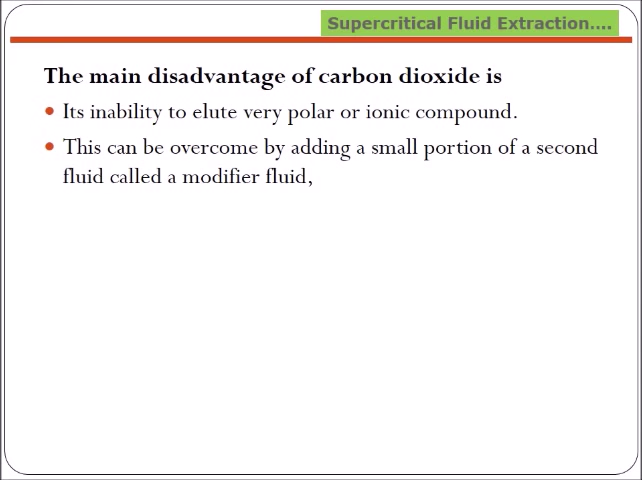 Supercritical Fluid Extraction....
The main disadvantage of carbon dioxide is
Its inability to elute very polar or ionic compound.
This can be overcome by adding a small portion of a second
fluid called a modifier fluid,